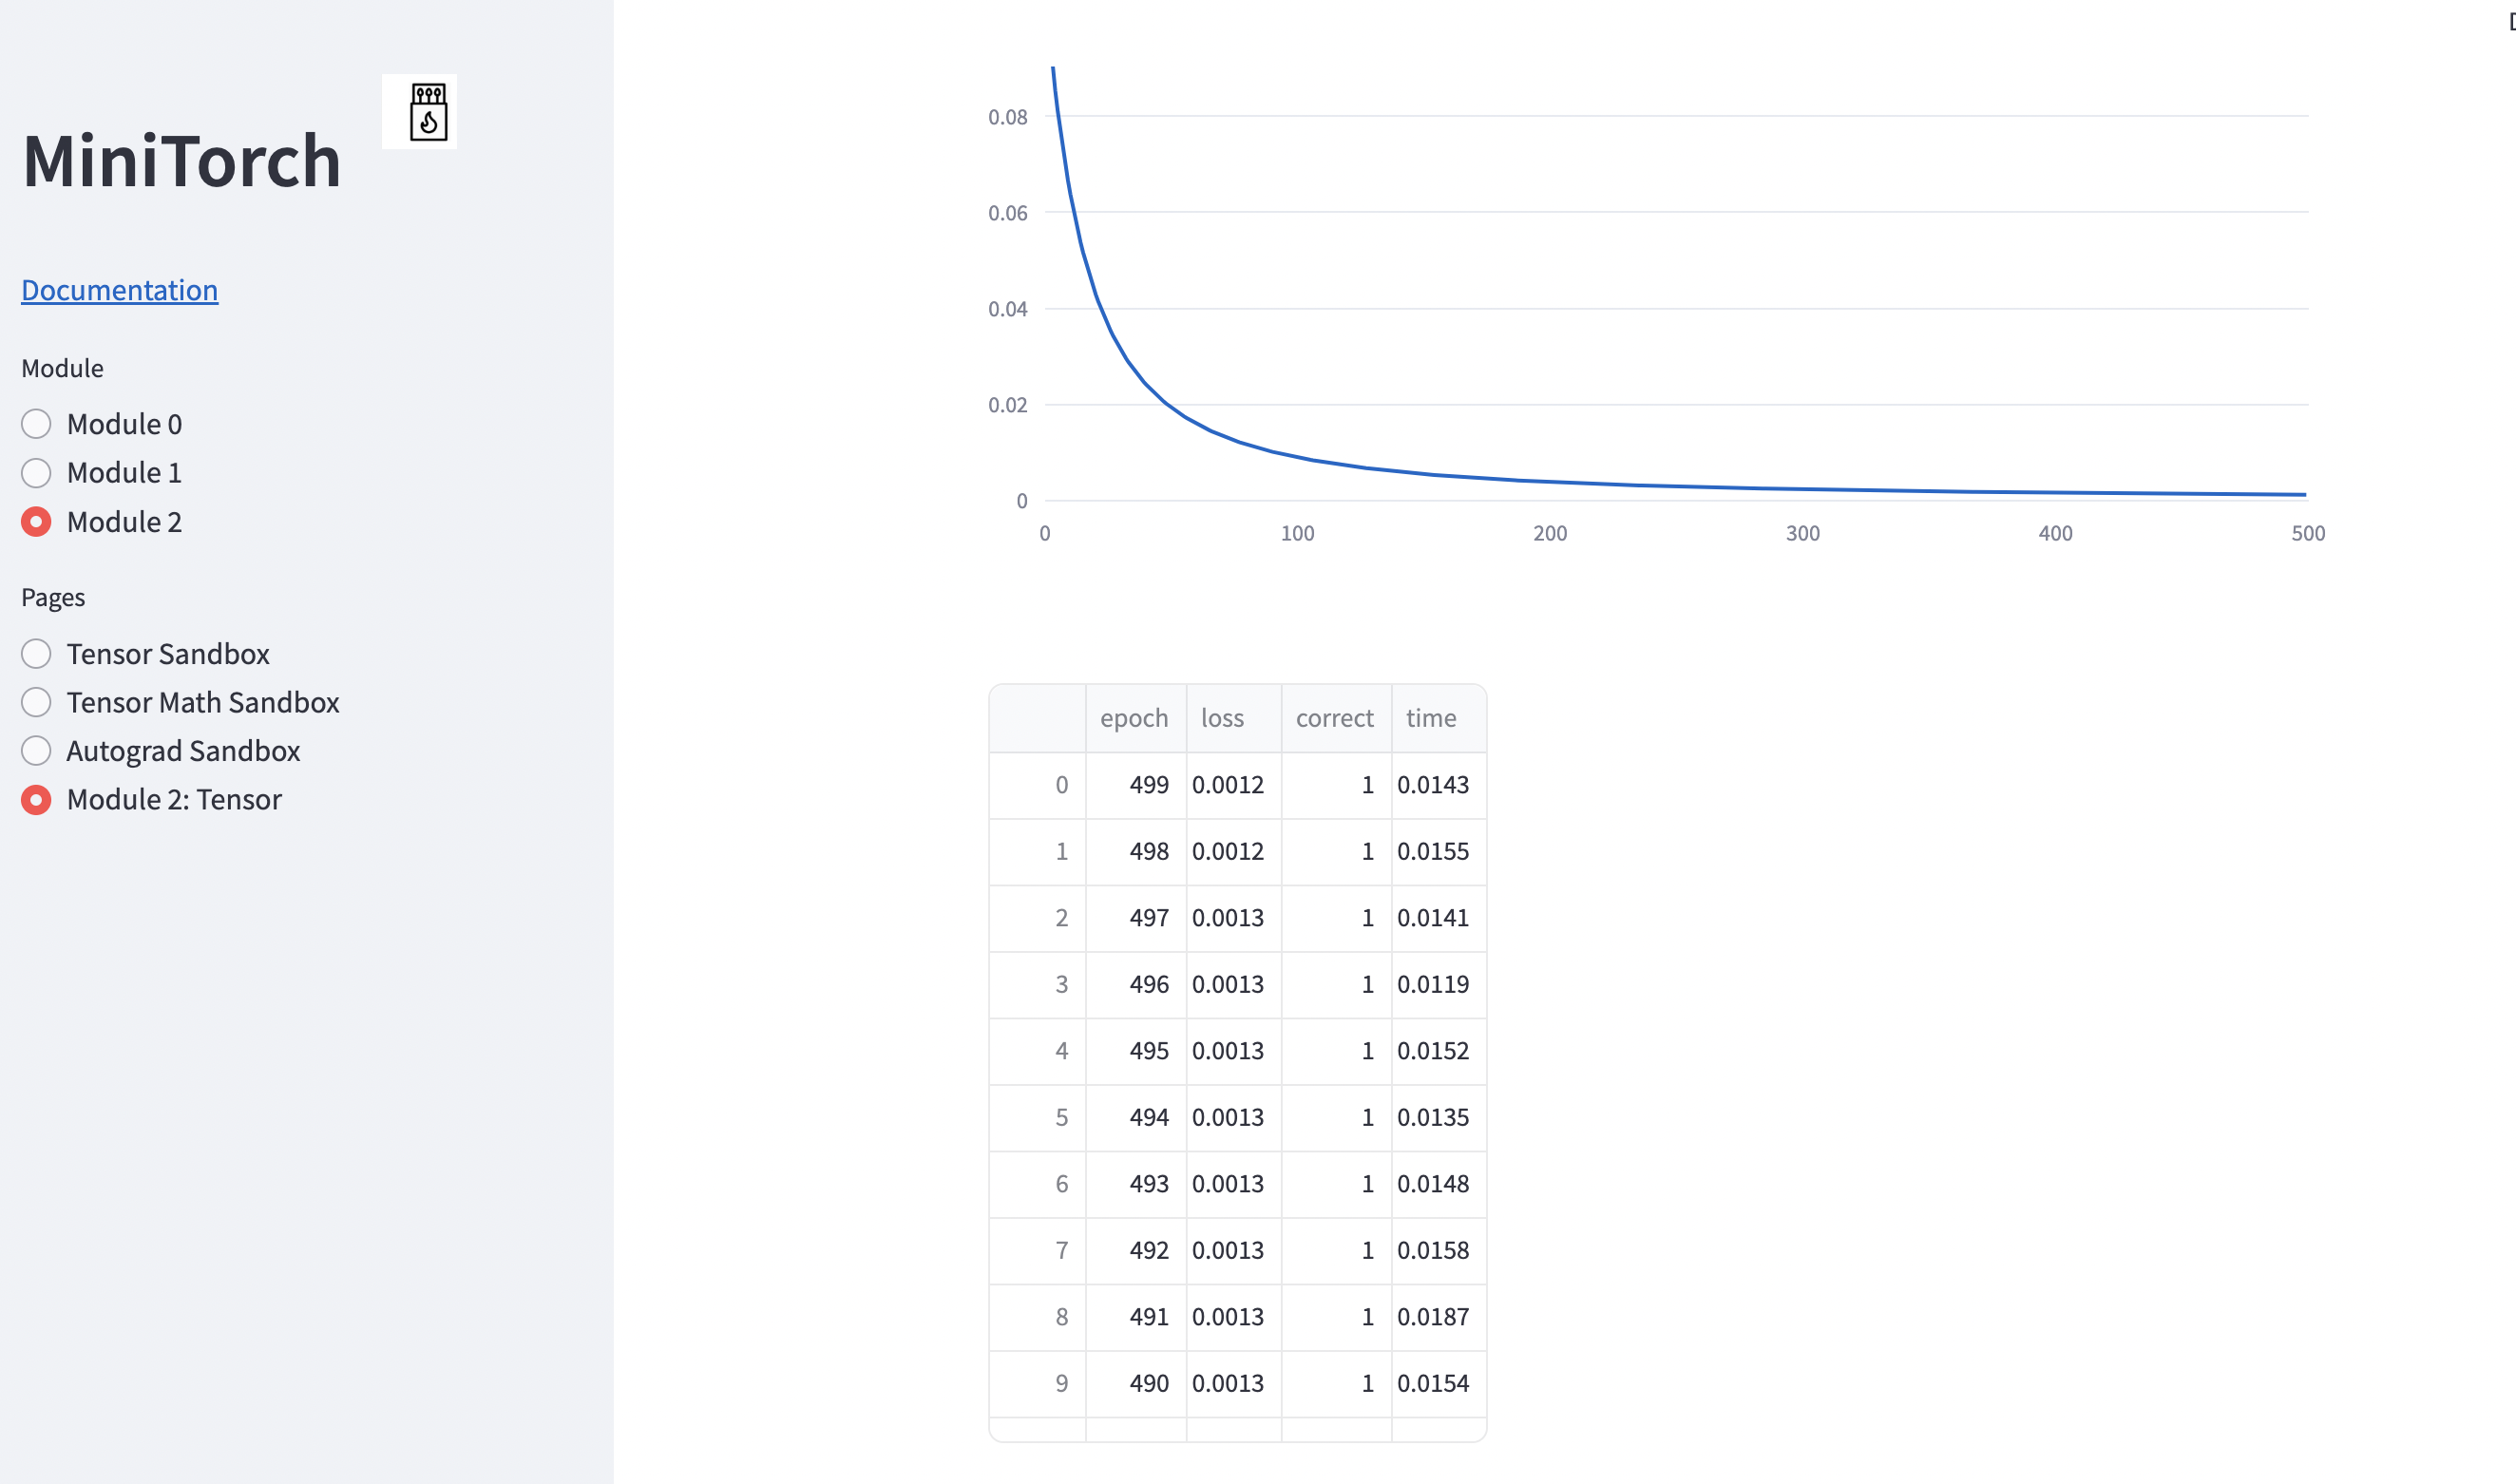 MiniTorch
Documentation
Module
Module 0
Module 1
Module 2
Pages
Tensor Sandbox
Tensor Math Sandbox
Autograd Sandbox
Module 2: Tensor
0.08
0.06
0.04
0.02
0
0 100 200 300 400 500
epoch loss correct time
0 499 0.0012 1 0.0143
1 498 0.0012 1 0.0155
2 497 0.0013 1 0.0141
3 496 0.0013 1 0.0119
4 495 0.0013 1 0.0152
5 494 0.0013 1 0.0135
6 493 0.0013 1 0.0148
7 492 0.0013 1 0.0158
8 491 0.0013 1 0.0187
9 490 0.0013 1 0.0154